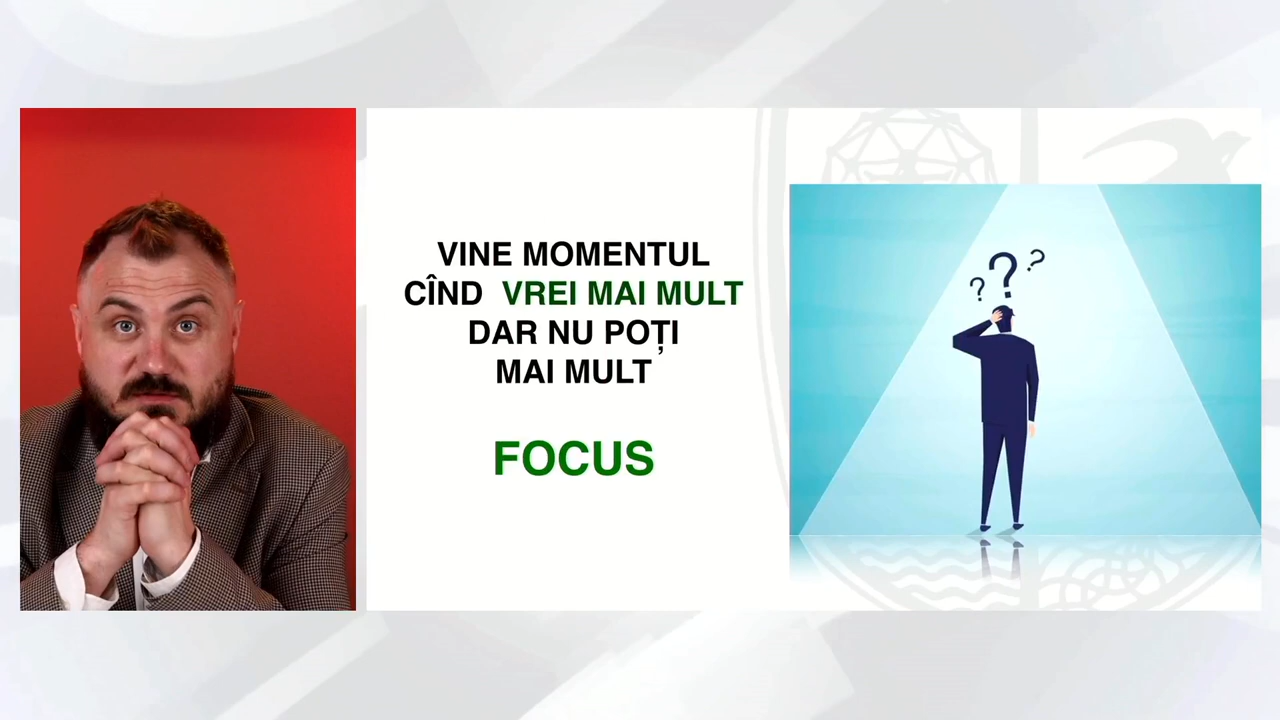 VINE MOMENTUL
CÎND VREI MAI MULT
DAR NU POȚI
MAI MULT
FOCUS
? ? ?